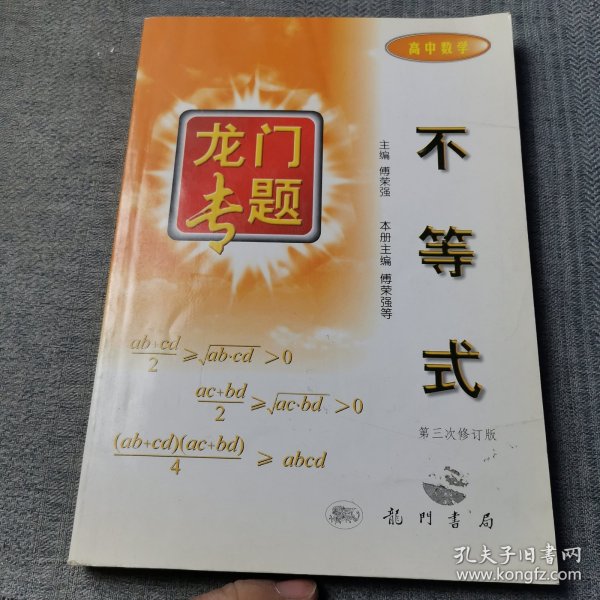 高中数学
龙门
专题
不等式
主编 傅荣强 本册主编 傅荣强等
ab+cd/2 ⩾ √ab·cd >0
ac+bd/2 ⩾ √ac·bd >0
(ab+cd)(ac+bd)/4 ⩾ abcd
第三次修订版
龍門書局
孔夫子旧书网
www.kongfz.com